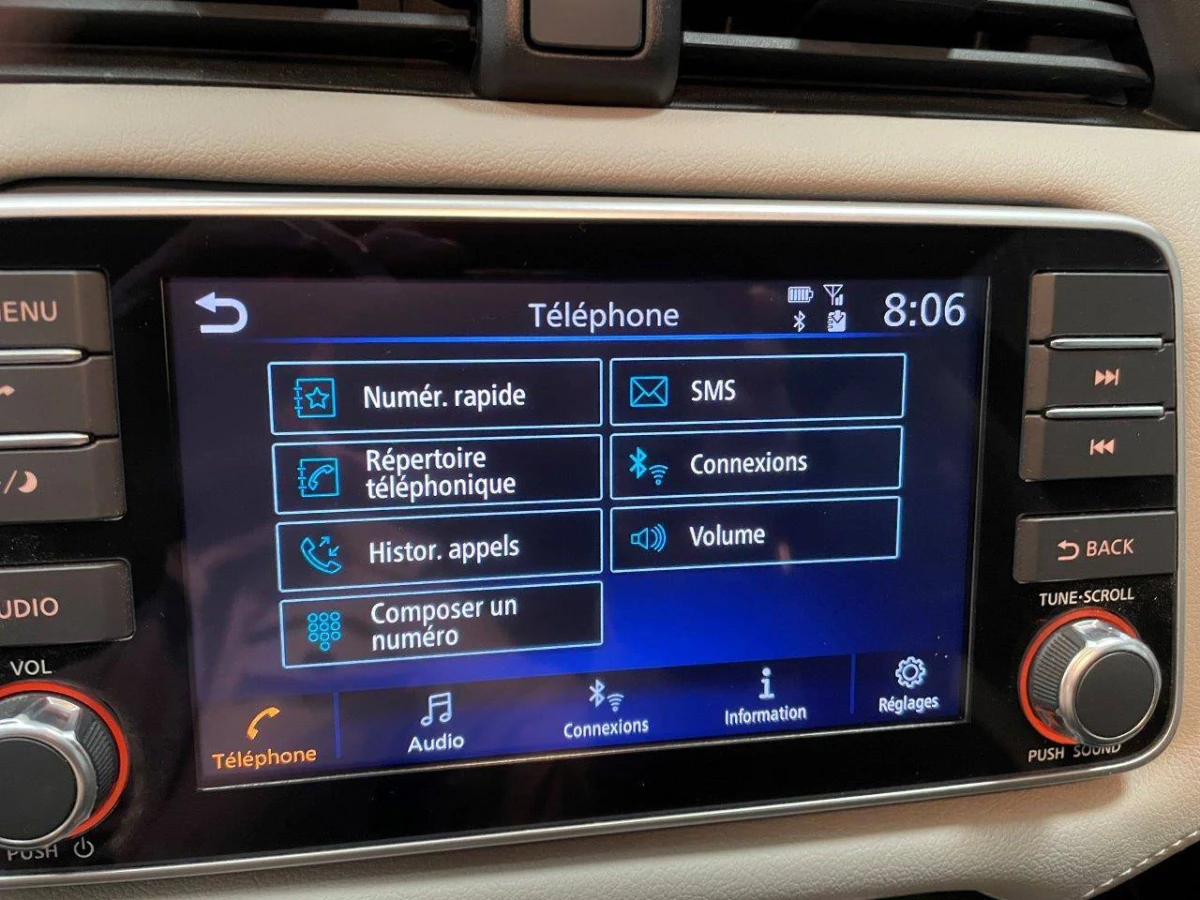 Téléphone
8:06
Numér. rapide
SMS
Répertoire
téléphonique
Connexions
Histor. appels
Volume
Composer un
numéro
Téléphone
Audio
Connexions
Information
Réglages
ENU
UDIO
VOL
PUSH
BACK
TUNE·SCROLL
PUSH SOUND